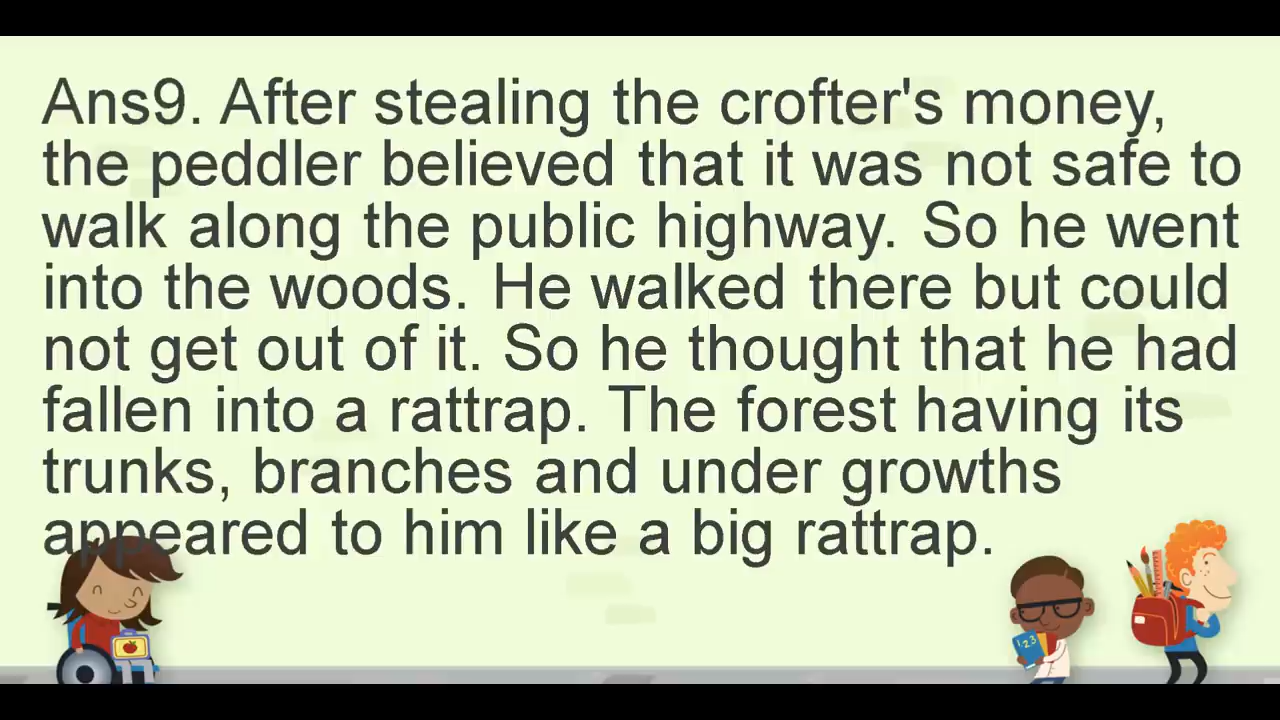 Ans9. After stealing the crofter's money,
the peddler believed that it was not safe to
walk along the public highway. So he went
into the woods. He walked there but could
not get out of it. So he thought that he had
fallen into a rattrap. The forest having its
trunks, branches and under growths
appeared to him like a big rattrap.
123